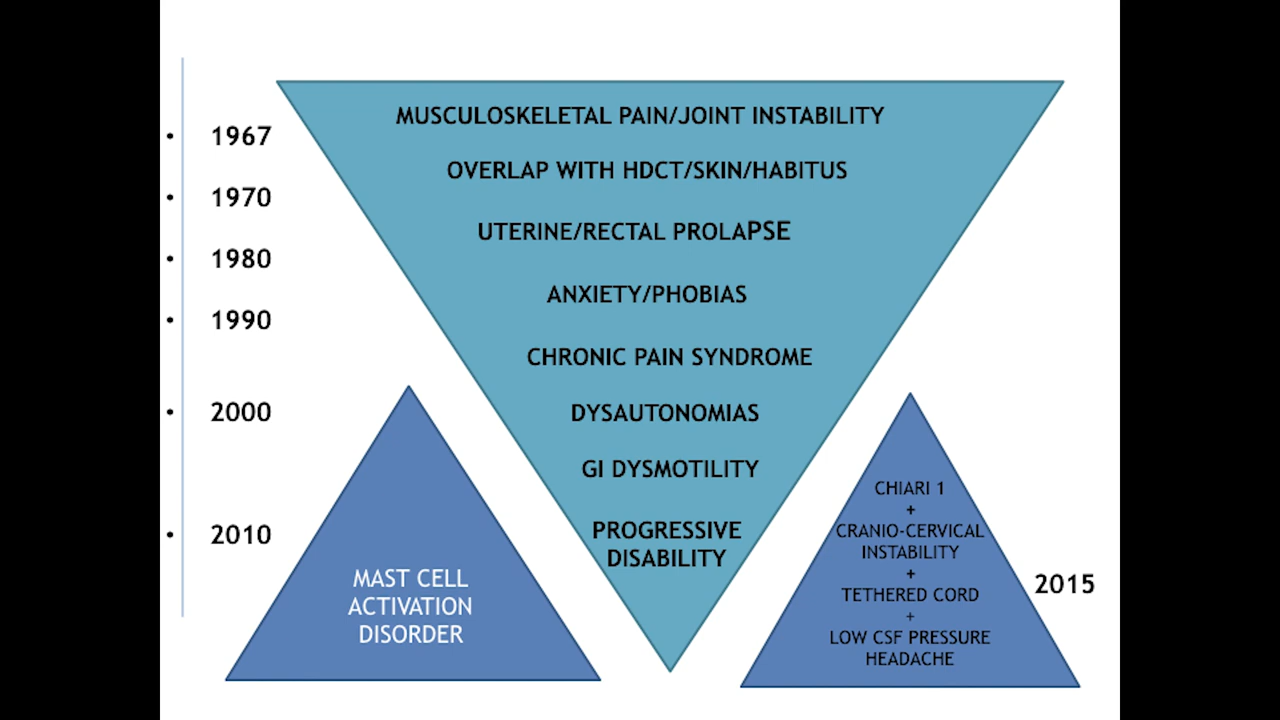 • 1967
• 1970
• 1980
• 1990
• 2000
• 2010
MUSCULOSKELETAL PAIN/JOINT INSTABILITY
OVERLAP WITH HDCT/SKIN/HABITUS
UTERINE/RECTAL PROLAPSE
ANXIETY/PHOBIAS
CHRONIC PAIN SYNDROME
DYSAUTONOMIAS
GI DYSMOTILITY
PROGRESSIVE
DISABILITY
MAST CELL
ACTIVATION
DISORDER
CHIARI 1
+
CRANIO-CERVICAL
INSTABILITY
+
TETHERED CORD
+
LOW CSF PRESSURE
HEADACHE
2015